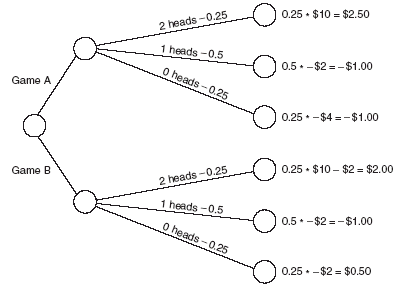 2 heads – 0.25
0.25 * $10 = $2.50
1 heads – 0.5
0.5 * –$2 = –$1.00
Game A
0 heads – 0.25
0.25 * –$4 = –$1.00
Game B
2 heads – 0.25
0.25 * $10 – $2 = $2.00
1 heads – 0.5
0.5 * –$2 = –$1.00
0 heads – 0.25
0.25 * –$2 = $0.50